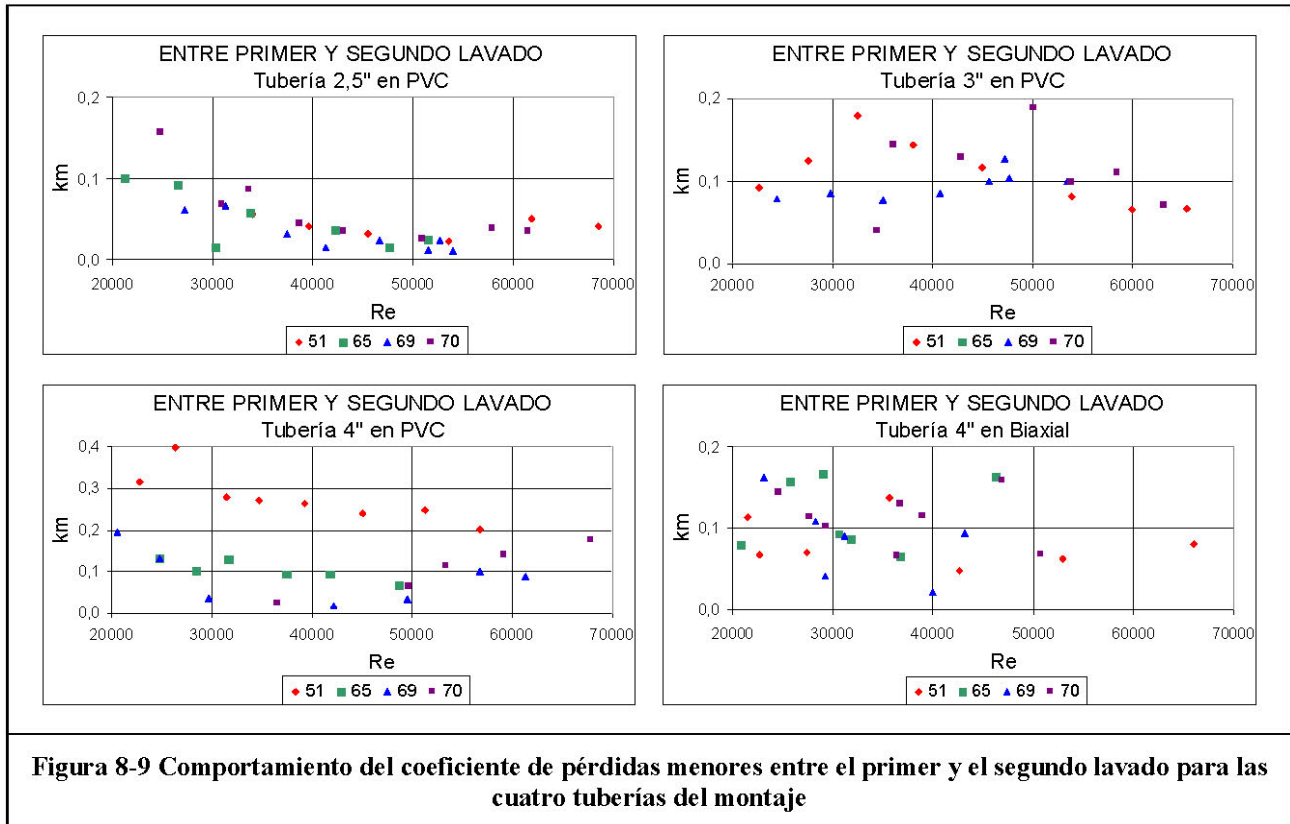 ENTRE PRIMER Y SEGUNDO LAVADO
Tubería 2,5" en PVC
0,2
0,1
0,0
km
20000 30000 40000 50000 60000 70000
Re
51 65 69 70
ENTRE PRIMER Y SEGUNDO LAVADO
Tubería 3" en PVC
0,2
0,1
0,0
km
20000 30000 40000 50000 60000 70000
Re
51 65 69 70
ENTRE PRIMER Y SEGUNDO LAVADO
Tubería 4" en PVC
0,4
0,3
0,2
0,1
0,0
km
20000 30000 40000 50000 60000 70000
Re
51 65 69 70
ENTRE PRIMER Y SEGUNDO LAVADO
Tubería 4" en Biaxial
0,2
0,1
0,0
km
20000 30000 40000 50000 60000 70000
Re
51 65 69 70
Figura 8-9 Comportamiento del coeficiente de pérdidas menores entre el primer y el segundo lavado para las
cuatro tuberías del montaje